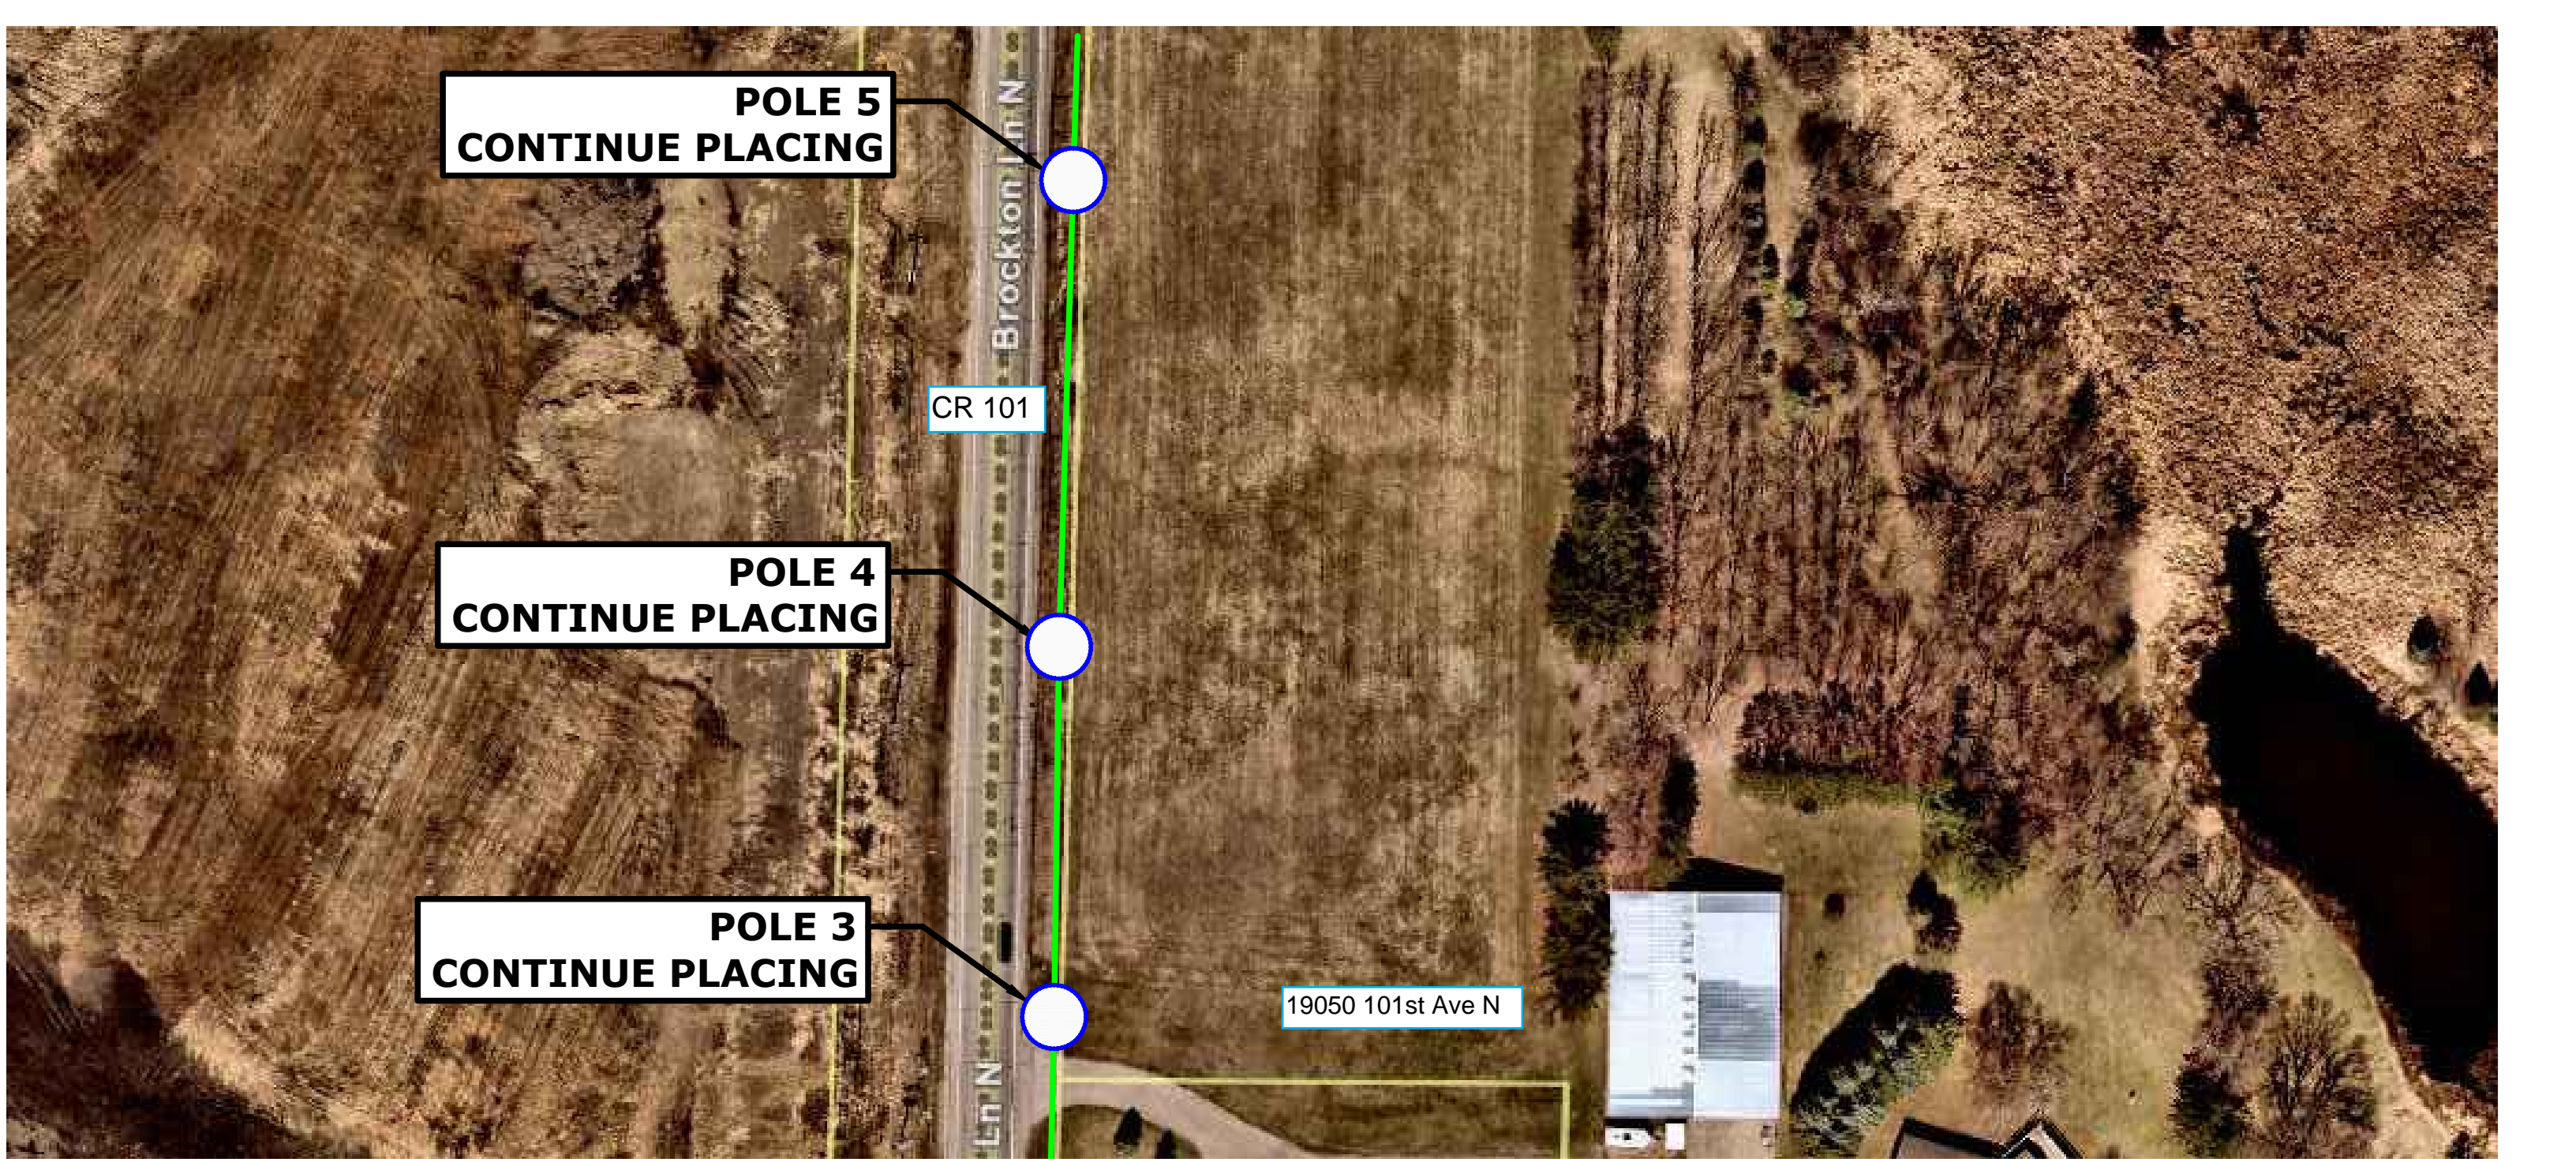 POLE 5
CONTINUE PLACING
Brockton Ln N
CR 101
POLE 4
CONTINUE PLACING
POLE 3
CONTINUE PLACING
19050 101st Ave N
Ln N